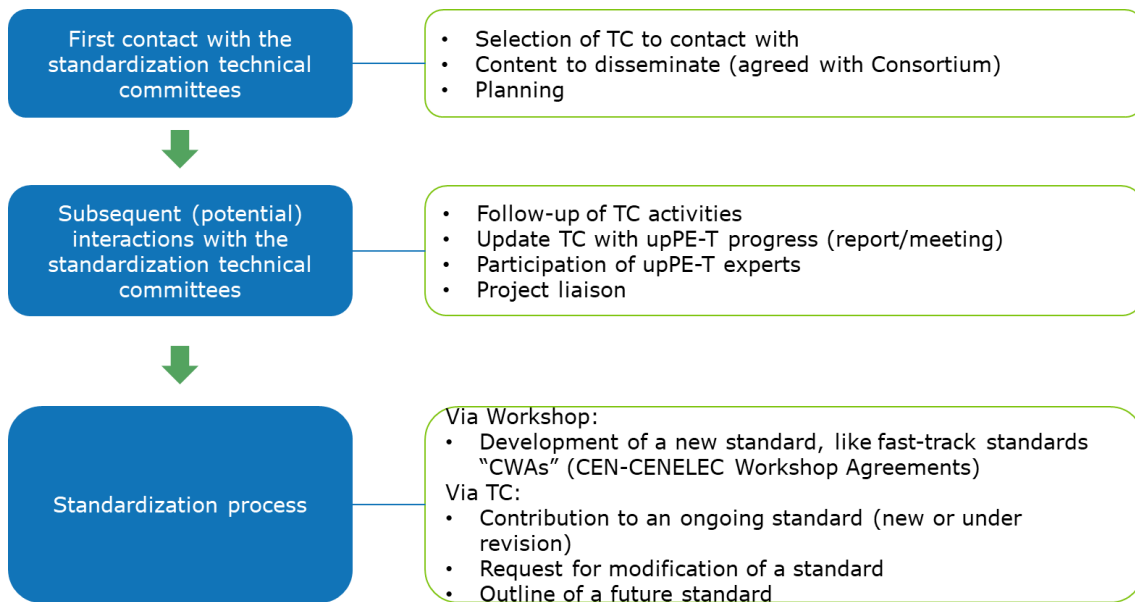 First contact with the
standardization technical
committees
• Selection of TC to contact with
• Content to disseminate (agreed with Consortium)
• Planning
Subsequent (potential)
interactions with the
standardization technical
committees
• Follow-up of TC activities
• Update TC with upPE-T progress (report/meeting)
• Participation of upPE-T experts
• Project liaison
Standardization process
Via Workshop:
• Development of a new standard, like fast-track standards
“CWAs” (CEN-CENELEC Workshop Agreements)
Via TC:
• Contribution to an ongoing standard (new or under
revision)
• Request for modification of a standard
• Outline of a future standard